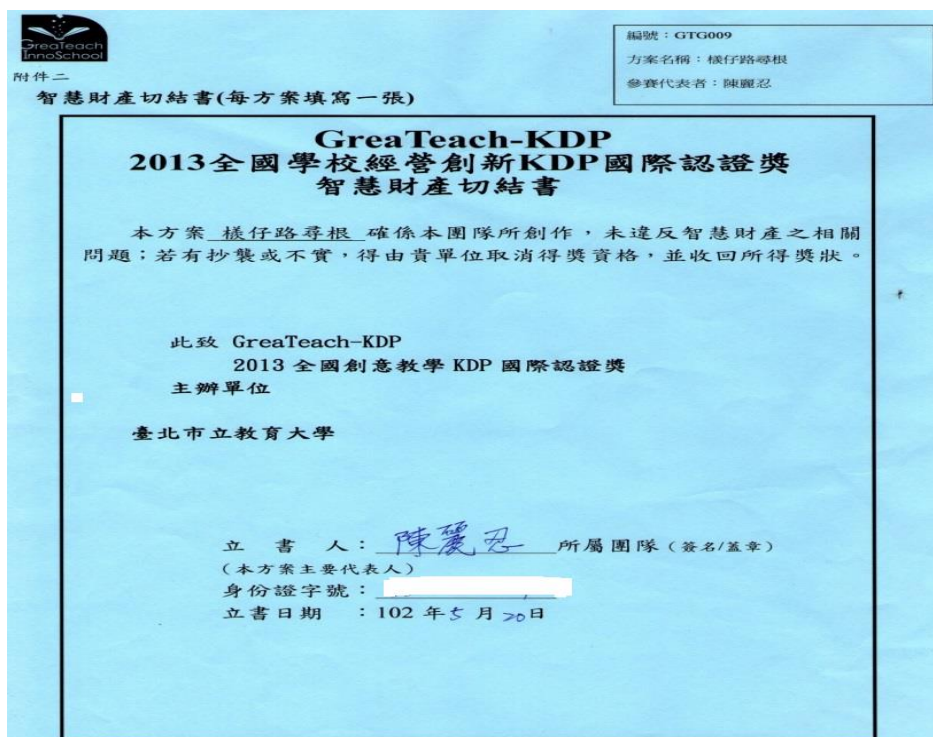 GreaTeach
InnoSchool
編號：GTG009
方案名稱：檨仔路尋根
參賽代表者：陳麗忍
附件二
智慧財產切結書(每方案填寫一張)
GreaTeach-KDP
2013全國學校經營創新KDP國際認證獎
智慧財產切結書
本方案 檨仔路尋根 確係本團隊所創作，未違反智慧財產之相關
問題；若有抄襲或不實，得由貴單位取消得獎資格，並收回所得獎狀。
此致 GreaTeach-KDP
2013 全國創意教學 KDP 國際認證獎
主辦單位
臺北市立教育大學
立 書 人：陳麗忍 所屬團隊(簽名/蓋章)
(本方案主要代表人)
身份證字號：
立書日期 ：102 年5 月20日